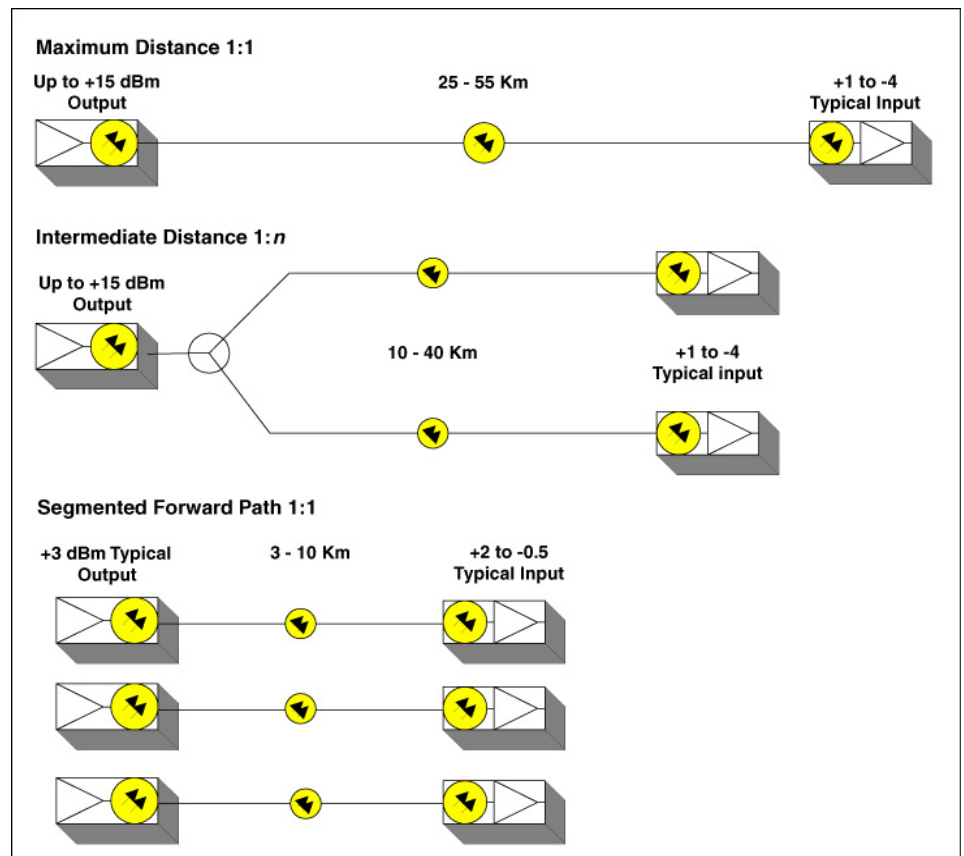 Maximum Distance 1:1
Up to +15 dBm
Output
25 - 55 Km
+1 to -4
Typical Input
Intermediate Distance 1:n
Up to +15 dBm
Output
10 - 40 Km
+1 to -4
Typical input
Segmented Forward Path 1:1
+3 dBm Typical
Output
3 - 10 Km
+2 to -0.5
Typical Input